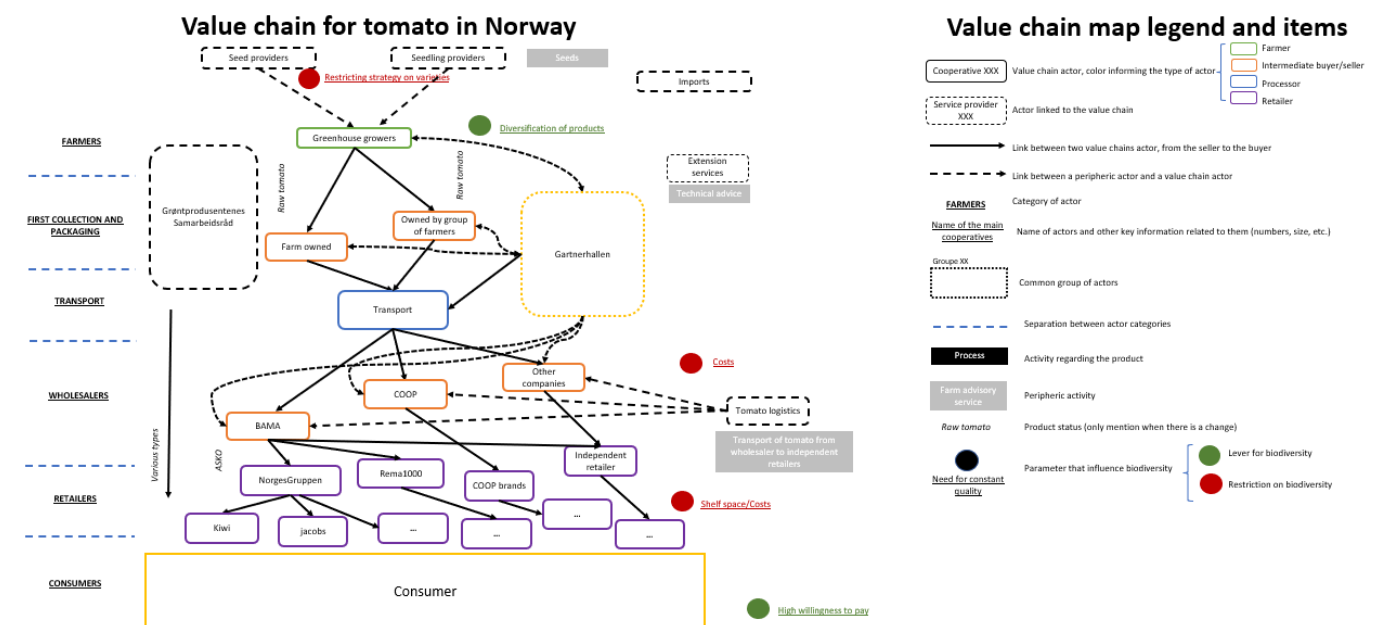 Value chain for tomato in Norway
Seed providers
Seedling providers
Seeds
Restricting strategy on varieties
Imports
Diversification of products
Greenhouse growers
FARMERS
Extension
services
Technical advice
Raw tomato
Raw tomato
Grøntprodusentenes
Samarbeidsråd
FIRST COLLECTION AND
PACKAGING
Owned by group
of farmers
Farm owned
Gartnerhallen
TRANSPORT
Transport
Costs
Other
companies
WHOLESALERS
COOP
Tomato logistics
BAMA
Transport of tomato from
wholesaler to independent
retailers
Various types
ASKO
Independent
retailer
Rema1000
NorgesGruppen
COOP brands
RETAILERS
Shelf space/Costs
...
Kiwi
jacobs
...
...
...
CONSUMERS
Consumer
High willingness to pay
Value chain map legend and items
Cooperative XXX
Value chain actor, color informing the type of actor
Farmer
Intermediate buyer/seller
Processor
Retailer
Service provider
XXX
Actor linked to the value chain
Link between two value chains actor, from the seller to the buyer
Link between a peripheric actor and a value chain actor
FARMERS
Category of actor
Name of the main
cooperatives
Name of actors and other key information related to them (numbers, size, etc.)
Groupe XX
Common group of actors
Separation between actor categories
Process
Activity regarding the product
Farm advisory
service
Peripheric activity
Raw tomato
Product status (only mention when there is a change)
Need for constant
quality
Parameter that influence biodiversity
Lever for biodiversity
Restriction on biodiversity